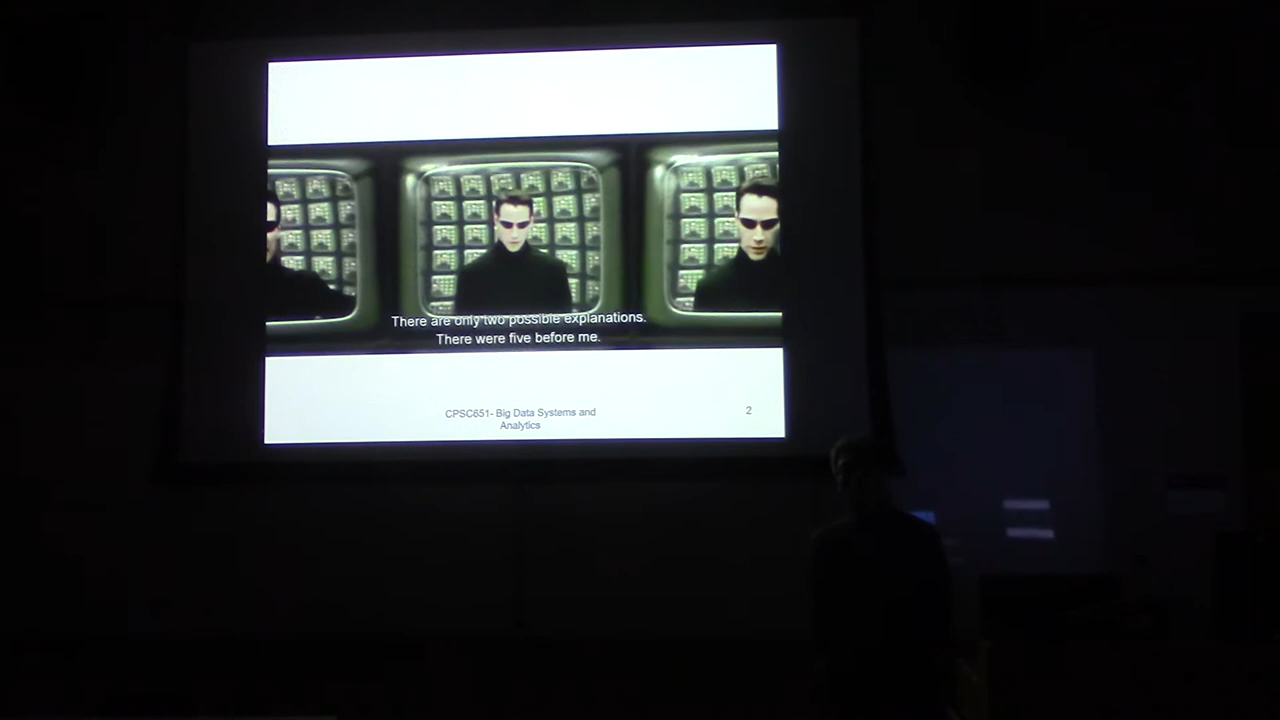 There are only two possible explanations.
There were five before me.
CPSC651- Big Data Systems and
Analytics
2